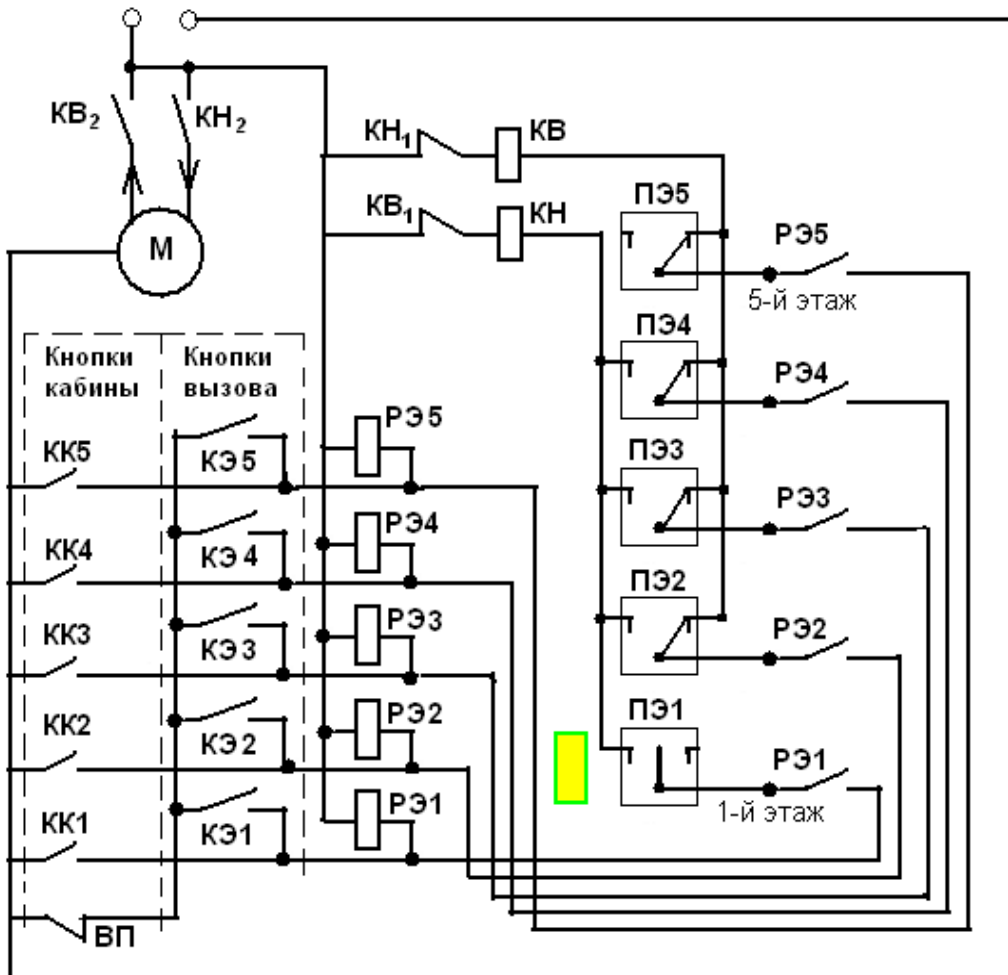 КВ₂
КН₂
КН₁
КВ
КВ₁
КН
М
ПЭ5
РЭ5
5-й этаж
ПЭ4
РЭ4
ПЭ3
РЭ3
ПЭ2
РЭ2
ПЭ1
РЭ1
1-й этаж
Кнопки
кабины
Кнопки
вызова
КК5
КЭ5
РЭ5
КК4
КЭ4
РЭ4
КК3
КЭ3
РЭ3
КК2
КЭ2
РЭ2
КК1
КЭ1
РЭ1
ВП